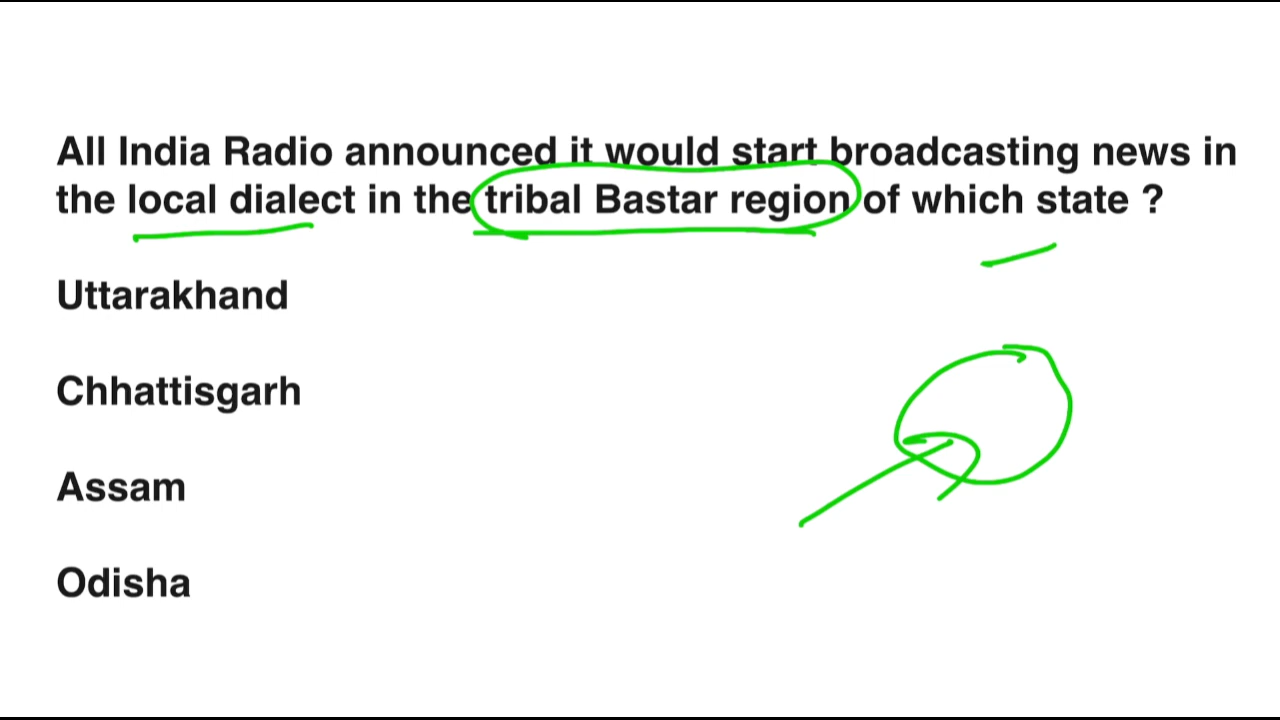 All India Radio announced it would start broadcasting news in
the local dialect in the tribal Bastar region of which state ?
Uttarakhand
Chhattisgarh
Assam
Odisha